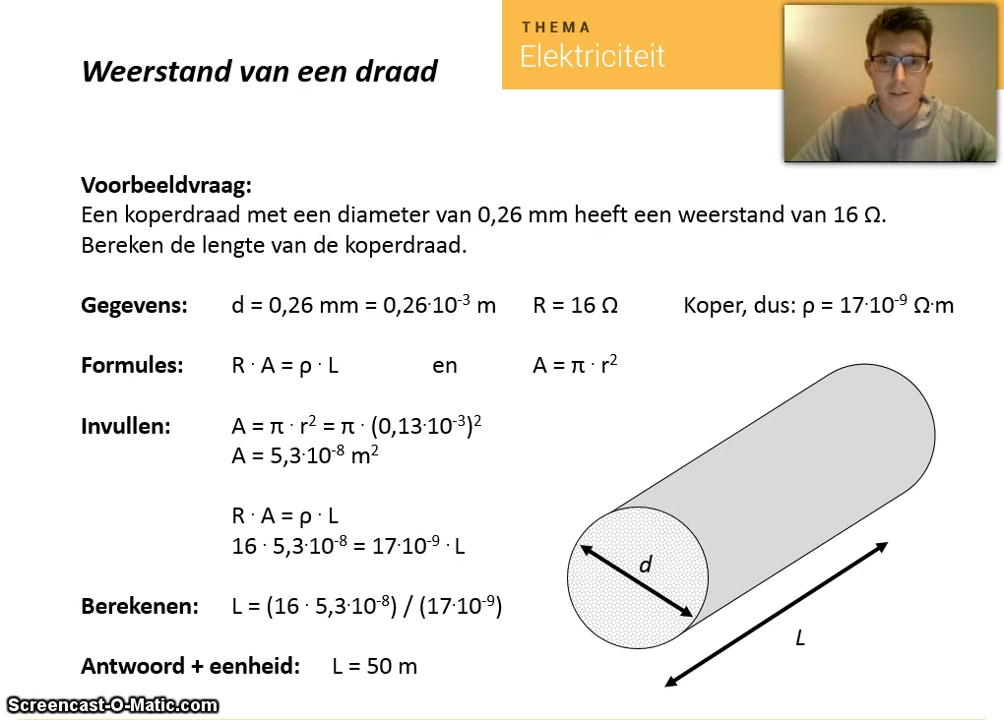 THEMA
Elektriciteit
Weerstand van een draad
Voorbeeldvraag:
Een koperdraad met een diameter van 0,26 mm heeft een weerstand van 16 Ω.
Bereken de lengte van de koperdraad.
Gegevens: d = 0,26 mm = 0,26·10⁻³ m R = 16 Ω Koper, dus: ρ = 17·10⁻⁹ Ω·m
Formules: R · A = ρ · L en A = π · r²
Invullen: A = π · r² = π · (0,13·10⁻³)²
A = 5,3·10⁻⁸ m²
R · A = ρ · L
16 · 5,3·10⁻⁸ = 17·10⁻⁹ · L
d
Berekenen: L = (16 · 5,3·10⁻⁸) / (17·10⁻⁹)
L
Antwoord + eenheid: L = 50 m
Screencast-O-Matic.com